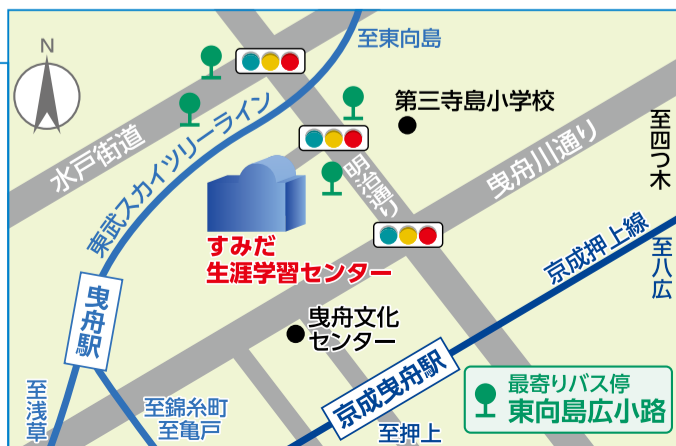 N
至東向島
第三寺島小学校
至四つ木
水戸街道
東武スカイツリーライン
明治通り
曳舟川通り
すみだ
生涯学習センター
京成押上線
至八広
曳舟駅
曳舟文化
センター
京成曳舟駅
最寄りバス停
東向島広小路
至浅草
至錦糸町
至亀戸
至押上